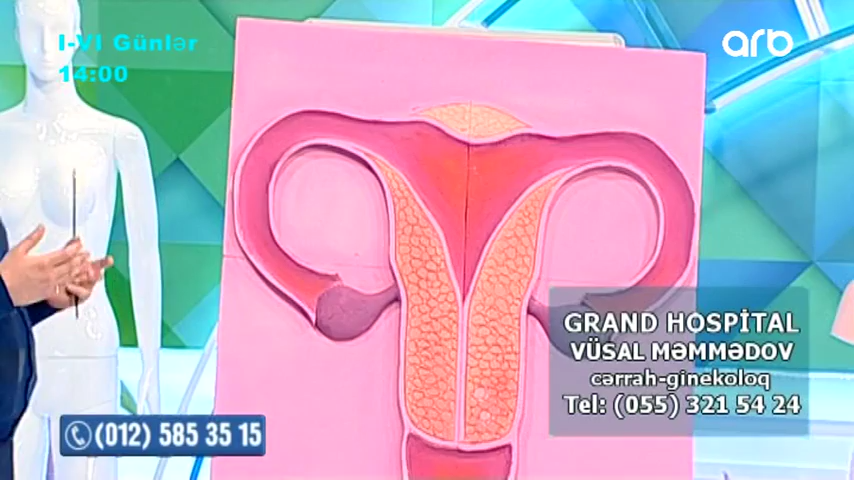 I-VI Günlər
14:00
arb
GRAND HOSPİTAL
VÜSAL MƏMMƏDOV
cərrah-ginekoloq
Tel: (055) 321 54 24
(012) 585 35 15